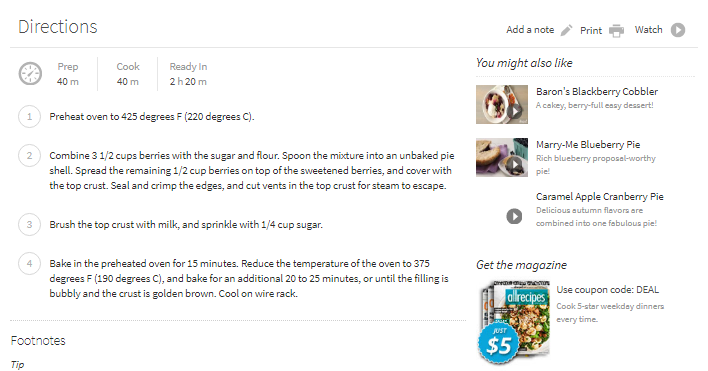 Directions
Add a note
Print
Watch
Prep
40 m
Cook
40 m
Ready In
2 h 20 m
1
Preheat oven to 425 degrees F (220 degrees C).
2
Combine 3 1/2 cups berries with the sugar and flour. Spoon the mixture into an unbaked pie
shell. Spread the remaining 1/2 cup berries on top of the sweetened berries, and cover with
the top crust. Seal and crimp the edges, and cut vents in the top crust for steam to escape.
3
Brush the top crust with milk, and sprinkle with 1/4 cup sugar.
4
Bake in the preheated oven for 15 minutes. Reduce the temperature of the oven to 375
degrees F (190 degrees C), and bake for an additional 20 to 25 minutes, or until the filling is
bubbly and the crust is golden brown. Cool on wire rack.
Footnotes
Tip
You might also like
Baron's Blackberry Cobbler
A cakey, berry-full easy dessert!
Marry-Me Blueberry Pie
Rich blueberry proposal-worthy
pie!
Caramel Apple Cranberry Pie
Delicious autumn flavors are
combined into one fabulous pie!
Get the magazine
allrecipes
JUST
$5
Use coupon code: DEAL
Cook 5-star weekday dinners
every time.